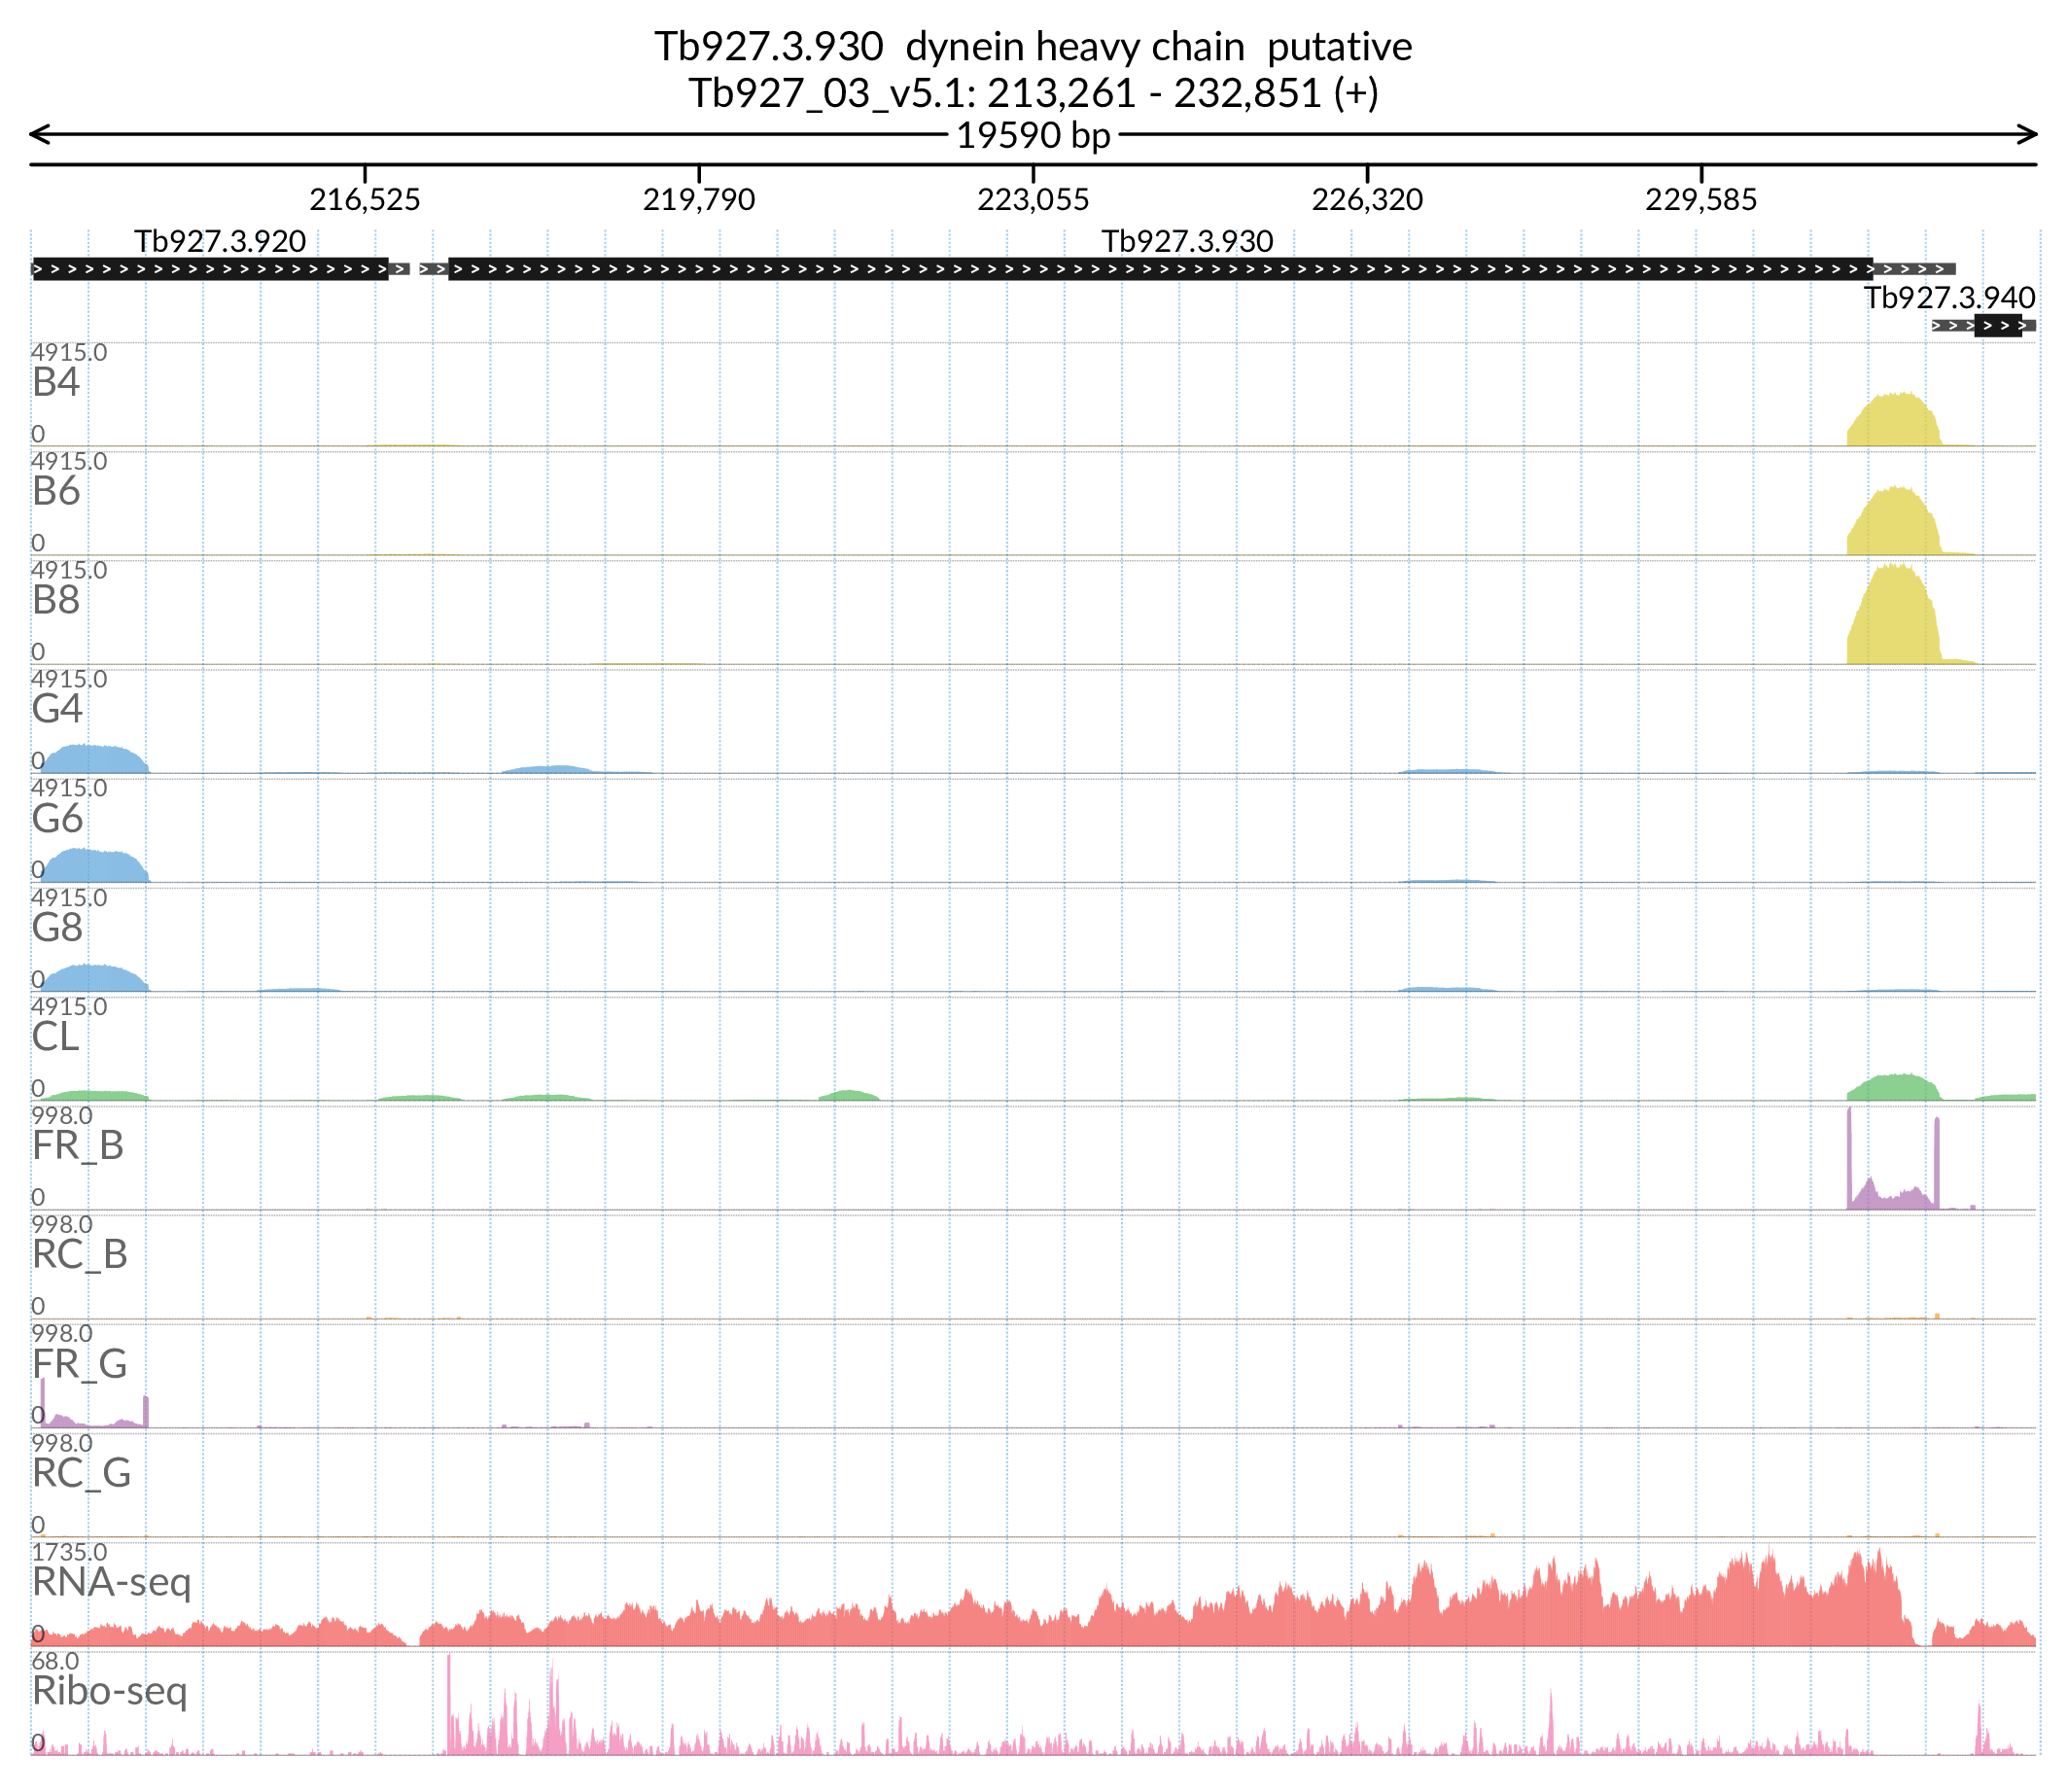 Tb927.3.930 dynein heavy chain putative
Tb927_03_v5.1: 213,261 - 232,851 (+)
19590 bp
216,525 219,790 223,055 226,320 229,585
Tb927.3.920 Tb927.3.930
Tb927.3.940
4915.0
B4
0
4915.0
B6
0
4915.0
B8
0
4915.0
G4
0
4915.0
G6
0
4915.0
G8
0
4915.0
CL
0
998.0
FR_B
0
998.0
RC_B
0
998.0
FR_G
0
998.0
RC_G
0
1735.0
RNA-seq
0
68.0
Ribo-seq
0